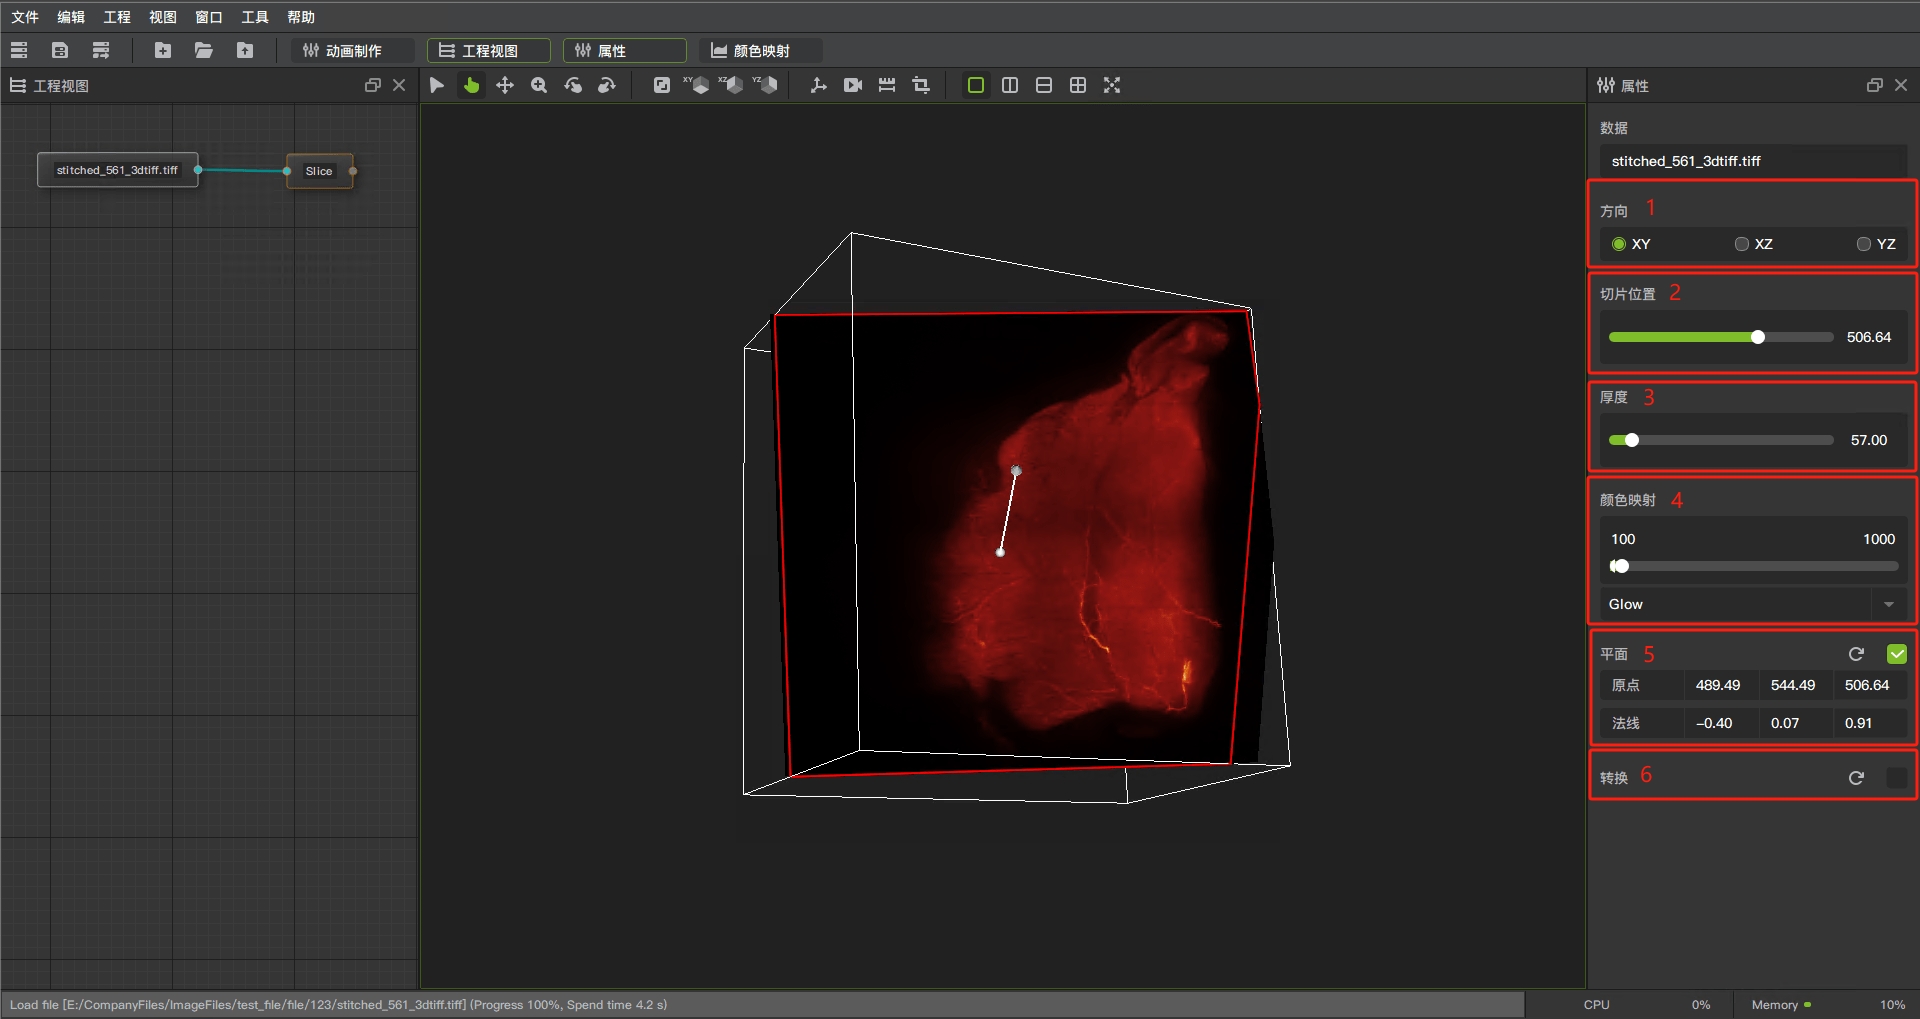 文件 编辑 工程 视图 窗口 工具 帮助
动画制作 工程视图 属性 颜色映射
工程视图
XY XZ YZ
属性
stitched_561_3dtiff.tiff
Slice
数据
stitched_561_3dtiff.tiff
方向 1
XY XZ YZ
切片位置 2
506.64
厚度 3
57.00
颜色映射 4
100 1000
Glow
平面 5
原点 489.49 544.49 506.64
法线 −0.40 0.07 0.91
转换 6
Load file [E:/CompanyFiles/ImageFiles/test_file/file/123/stitched_561_3dtiff.tiff] (Progress 100%, Spend time 4.2 s)
CPU 0% Memory 10%